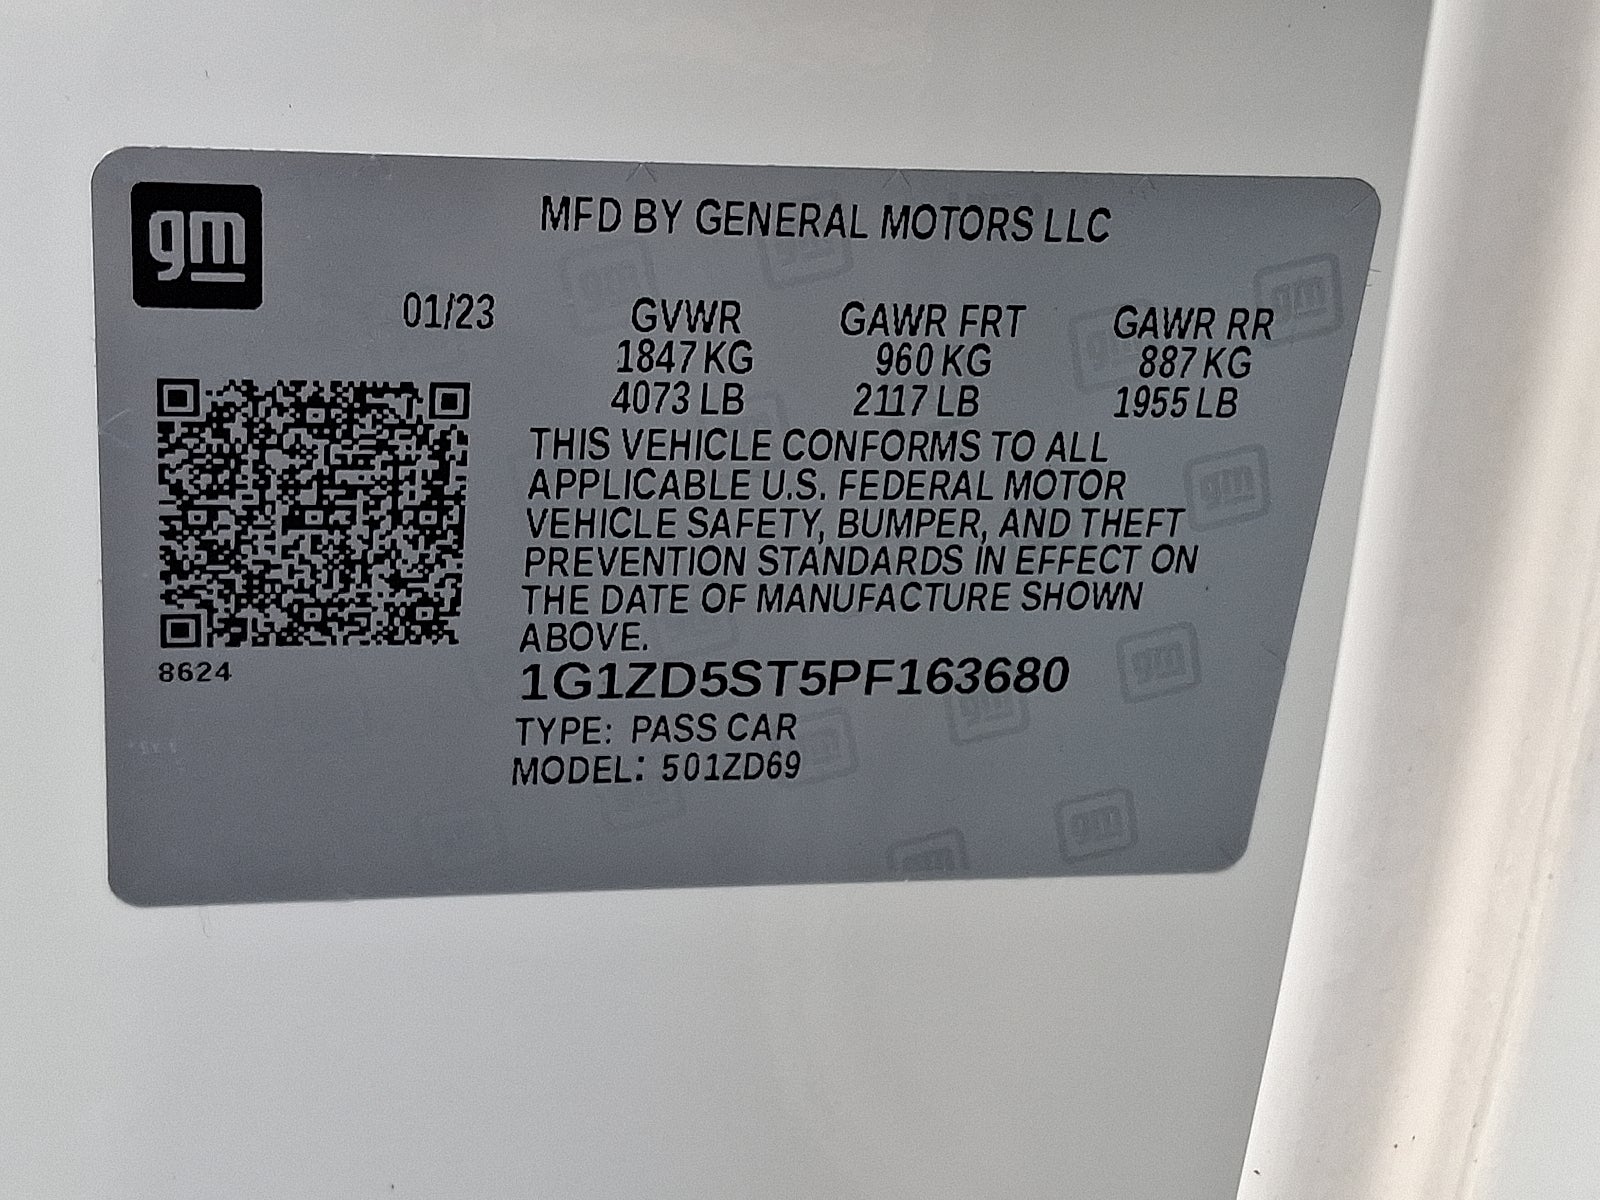 gm
MFD BY GENERAL MOTORS LLC
01/23 GVWR GAWR FRT GAWR RR
1847 KG 960 KG 887 KG
4073 LB 2117 LB 1955 LB
THIS VEHICLE CONFORMS TO ALL
APPLICABLE U.S. FEDERAL MOTOR
VEHICLE SAFETY, BUMPER, AND THEFT
PREVENTION STANDARDS IN EFFECT ON
THE DATE OF MANUFACTURE SHOWN
ABOVE.
8624
1G1ZD5ST5PF163680
TYPE: PASS CAR
MODEL: 501ZD69